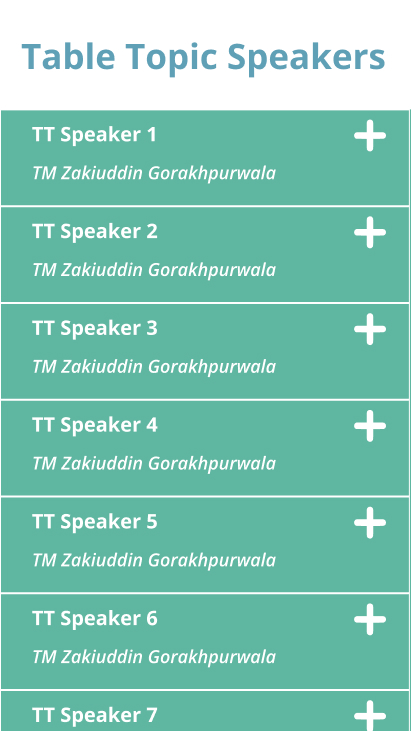 Table Topic Speakers
TT Speaker 1
TM Zakiuddin Gorakhpurwala
TT Speaker 2
TM Zakiuddin Gorakhpurwala
TT Speaker 3
TM Zakiuddin Gorakhpurwala
TT Speaker 4
TM Zakiuddin Gorakhpurwala
TT Speaker 5
TM Zakiuddin Gorakhpurwala
TT Speaker 6
TM Zakiuddin Gorakhpurwala
TT Speaker 7